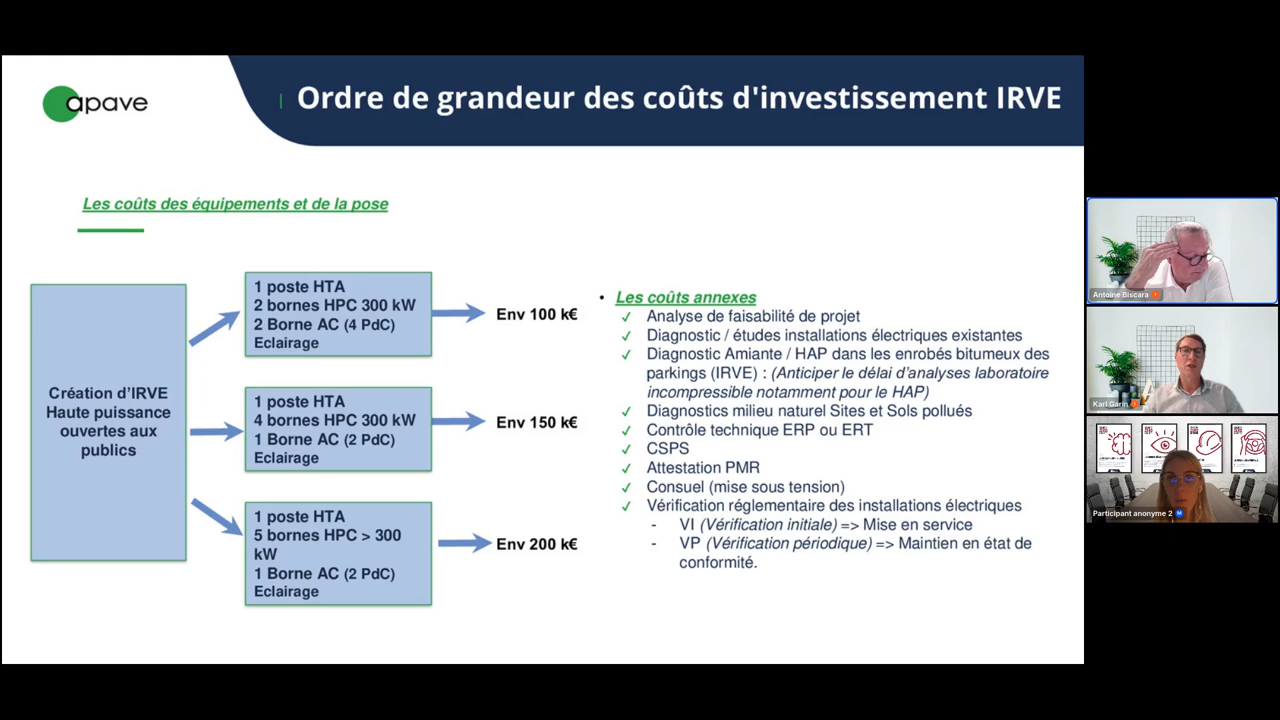 apave
Ordre de grandeur des coûts d'investissement IRVE
Les coûts des équipements et de la pose
Création d'IRVE
Haute puissance
ouvertes aux
publics
1 poste HTA
2 bornes HPC 300 kW
2 Borne AC (4 PdC)
Eclairage
Env 100 k€
1 poste HTA
4 bornes HPC 300 kW
1 Borne AC (2 PdC)
Eclairage
Env 150 k€
1 poste HTA
5 bornes HPC > 300
kW
1 Borne AC (2 PdC)
Eclairage
Env 200 k€
• Les coûts annexes
✓ Analyse de faisabilité de projet
✓ Diagnostic / études installations électriques existantes
✓ Diagnostic Amiante / HAP dans les enrobés bitumeux des
parkings (IRVE) : (Anticiper le délai d'analyses laboratoire
incompressible notamment pour le HAP)
✓ Diagnostics milieu naturel Sites et Sols pollués
✓ Contrôle technique ERP ou ERT
✓ CSPS
✓ Attestation PMR
✓ Consuel (mise sous tension)
✓ Vérification réglementaire des installations électriques
- VI (Vérification initiale) => Mise en service
- VP (Vérification périodique) => Maintien en état de
conformité.
Antoine Biscara
Karl Garin
Participant anonyme 2
M